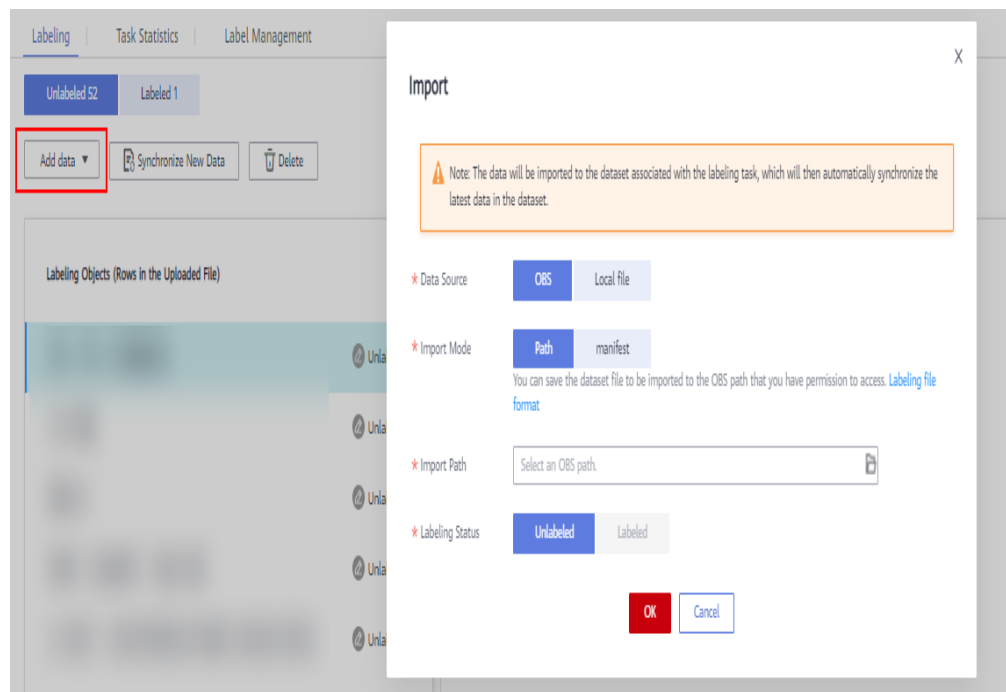 Labeling
Task Statistics
Label Management
Unlabeled 52
Labeled 1
Add data
Synchronize New Data
Delete
Labeling Objects (Rows in the Uploaded File)
Unla
Unla
Unla
Unla
Unla
X
Import
Note: The data will be imported to the dataset associated with the labeling task, which will then automatically synchronize the
latest data in the dataset.
* Data Source
OBS
Local file
* Import Mode
Path
manifest
You can save the dataset file to be imported to the OBS path that you have permission to access. Labeling file
format
* Import Path
Select an OBS path.
* Labeling Status
Unlabeled
Labeled
OK
Cancel